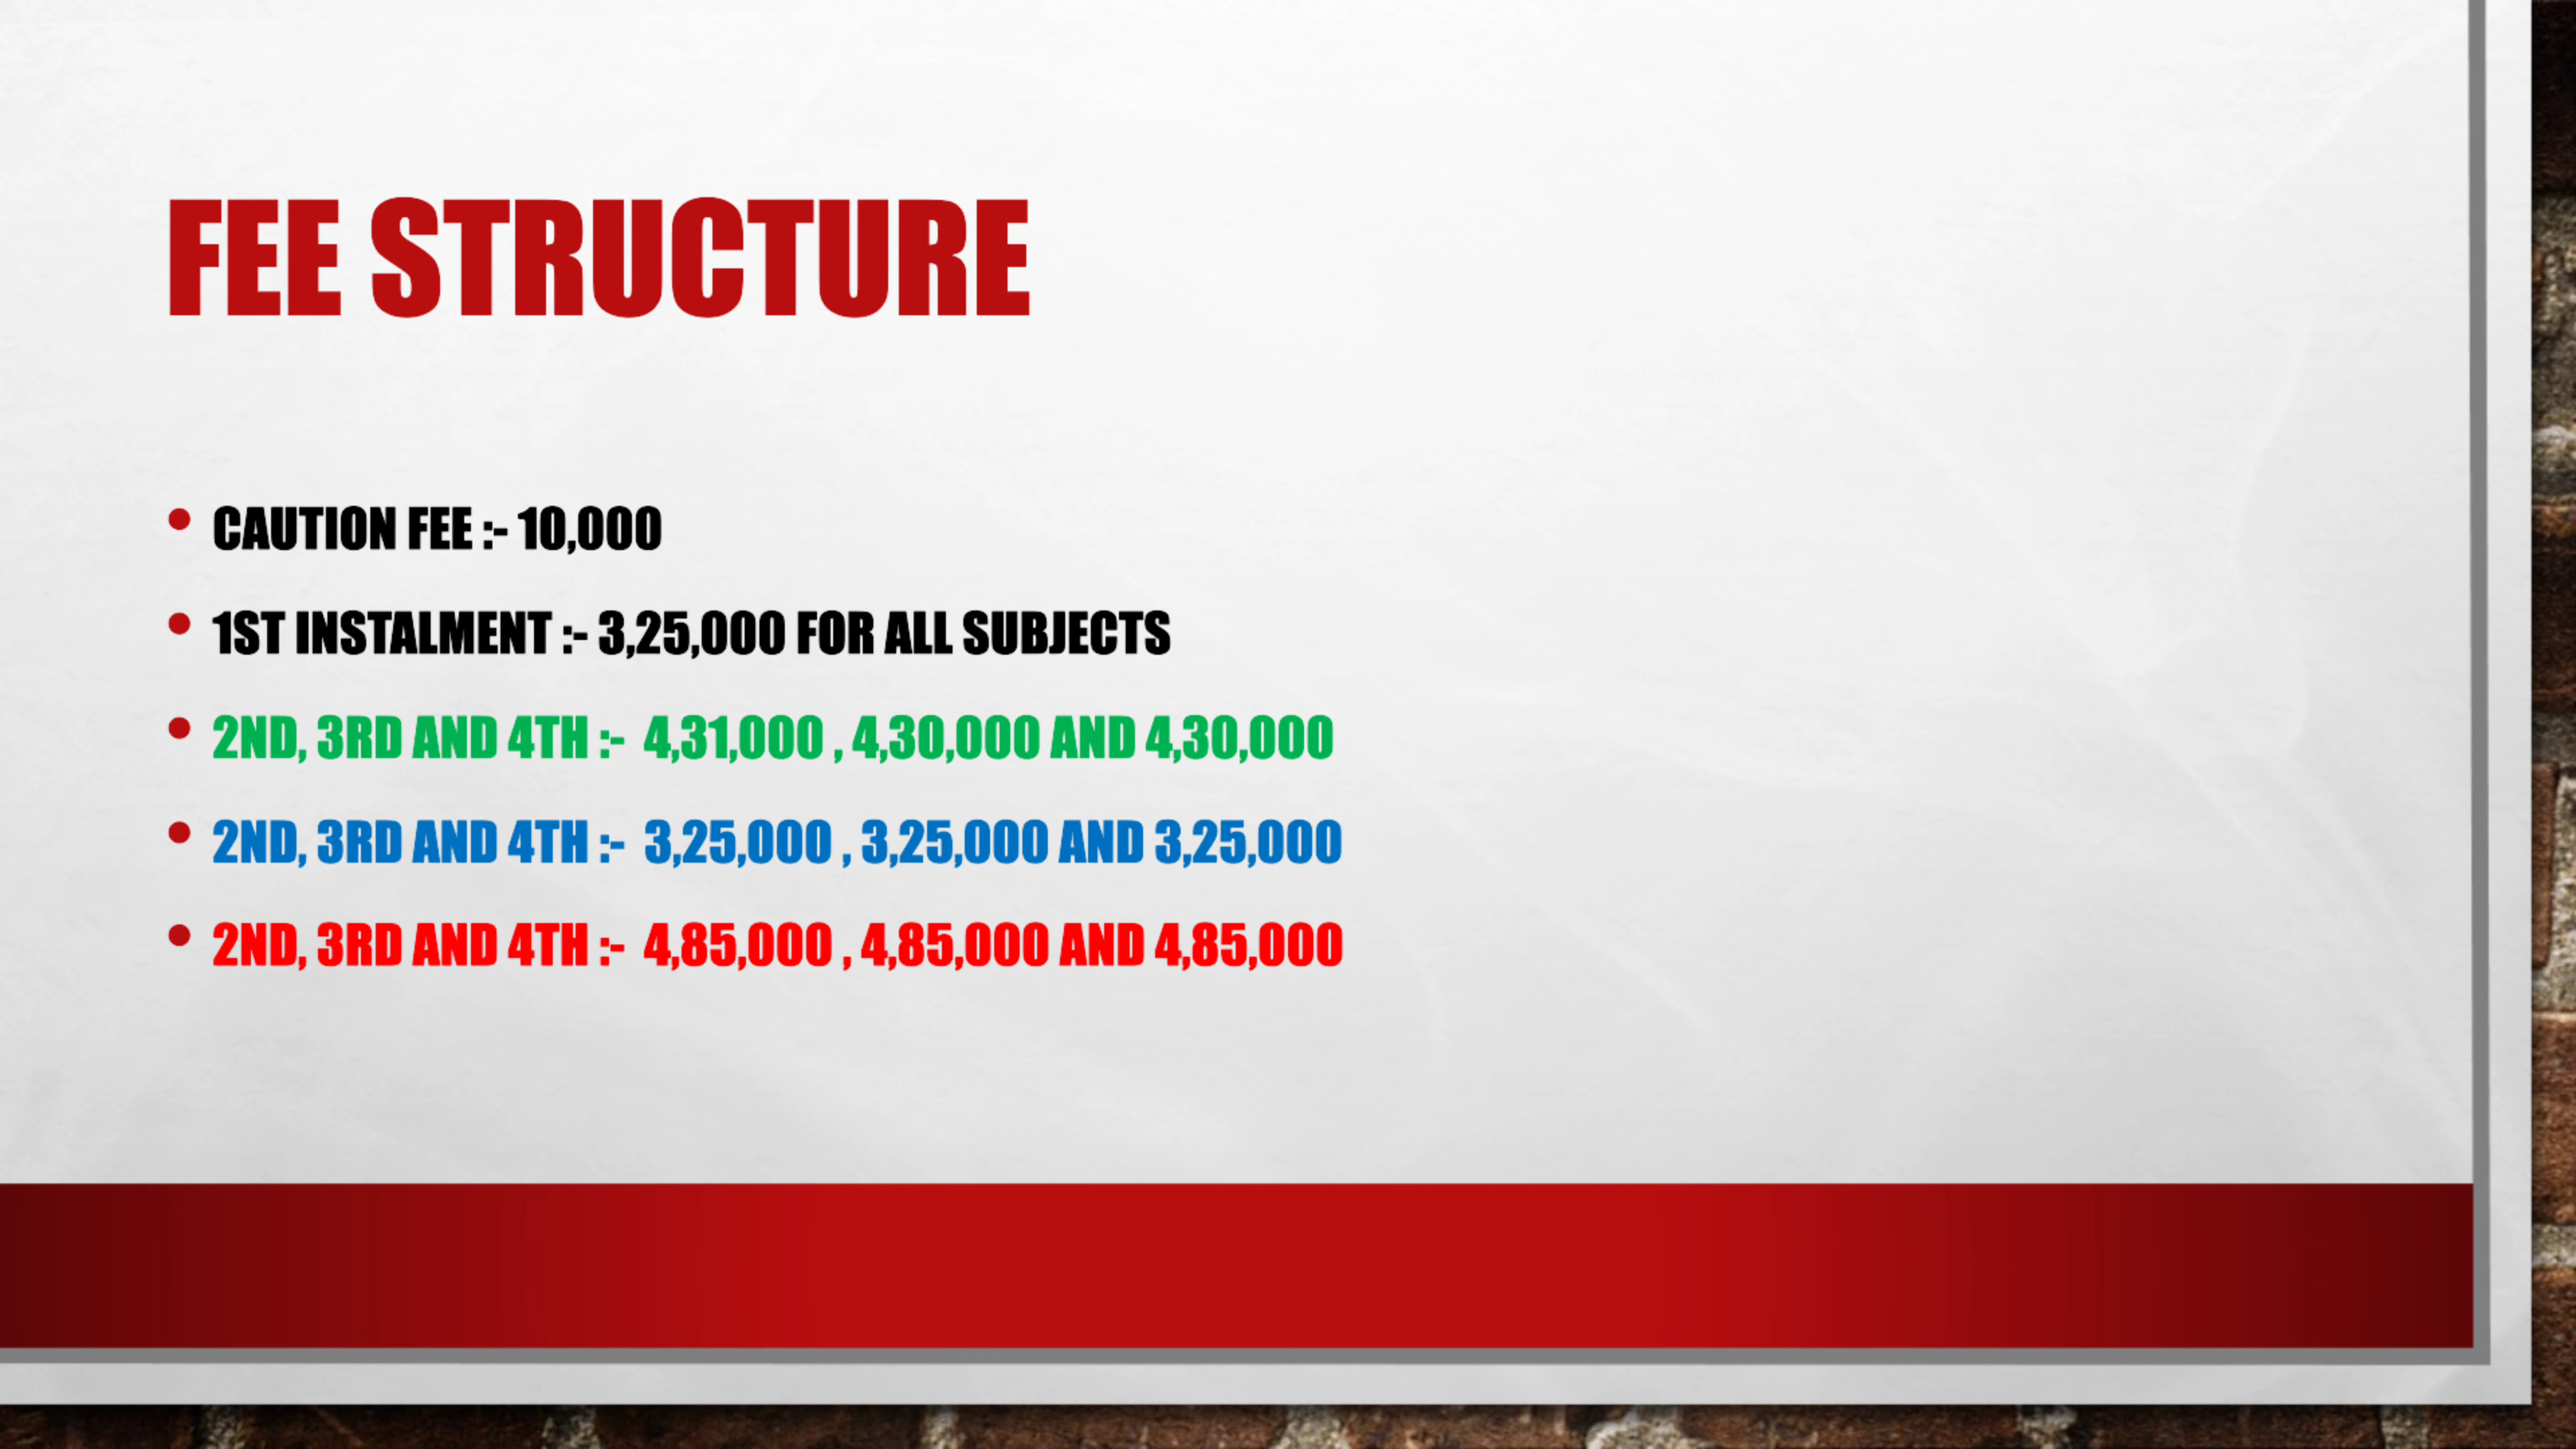 FEE STRUCTURE
• CAUTION FEE :- 10,000
• 1ST INSTALMENT :- 3,25,000 FOR ALL SUBJECTS
• 2ND, 3RD AND 4TH :- 4,31,000 , 4,30,000 AND 4,30,000
• 2ND, 3RD AND 4TH :- 3,25,000 , 3,25,000 AND 3,25,000
• 2ND, 3RD AND 4TH :- 4,85,000 , 4,85,000 AND 4,85,000